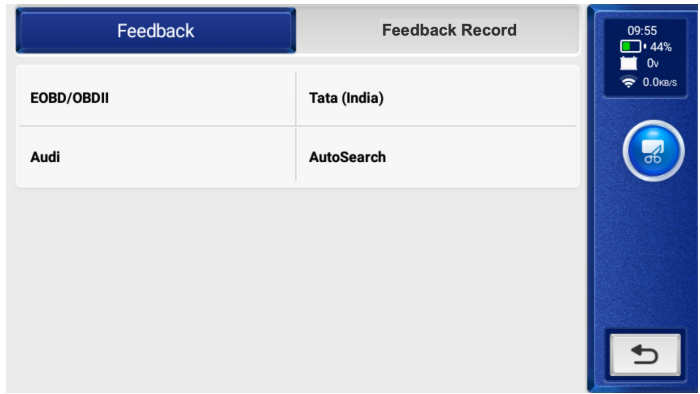 Feedback
Feedback Record
EOBD/OBDII
Tata (India)
Audi
AutoSearch
09:55
44%
0V
0.0KB/S